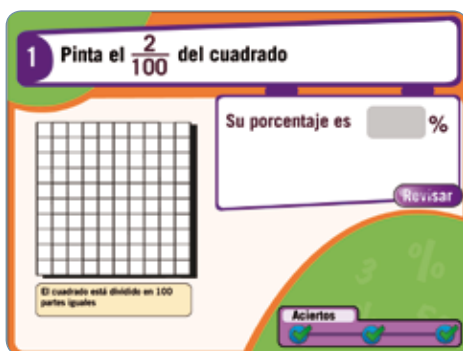 1 Pinta el 2/100 del cuadrado
Su porcentaje es %
Revisar
El cuadrado está dividido en 100
partes iguales
Aciertos